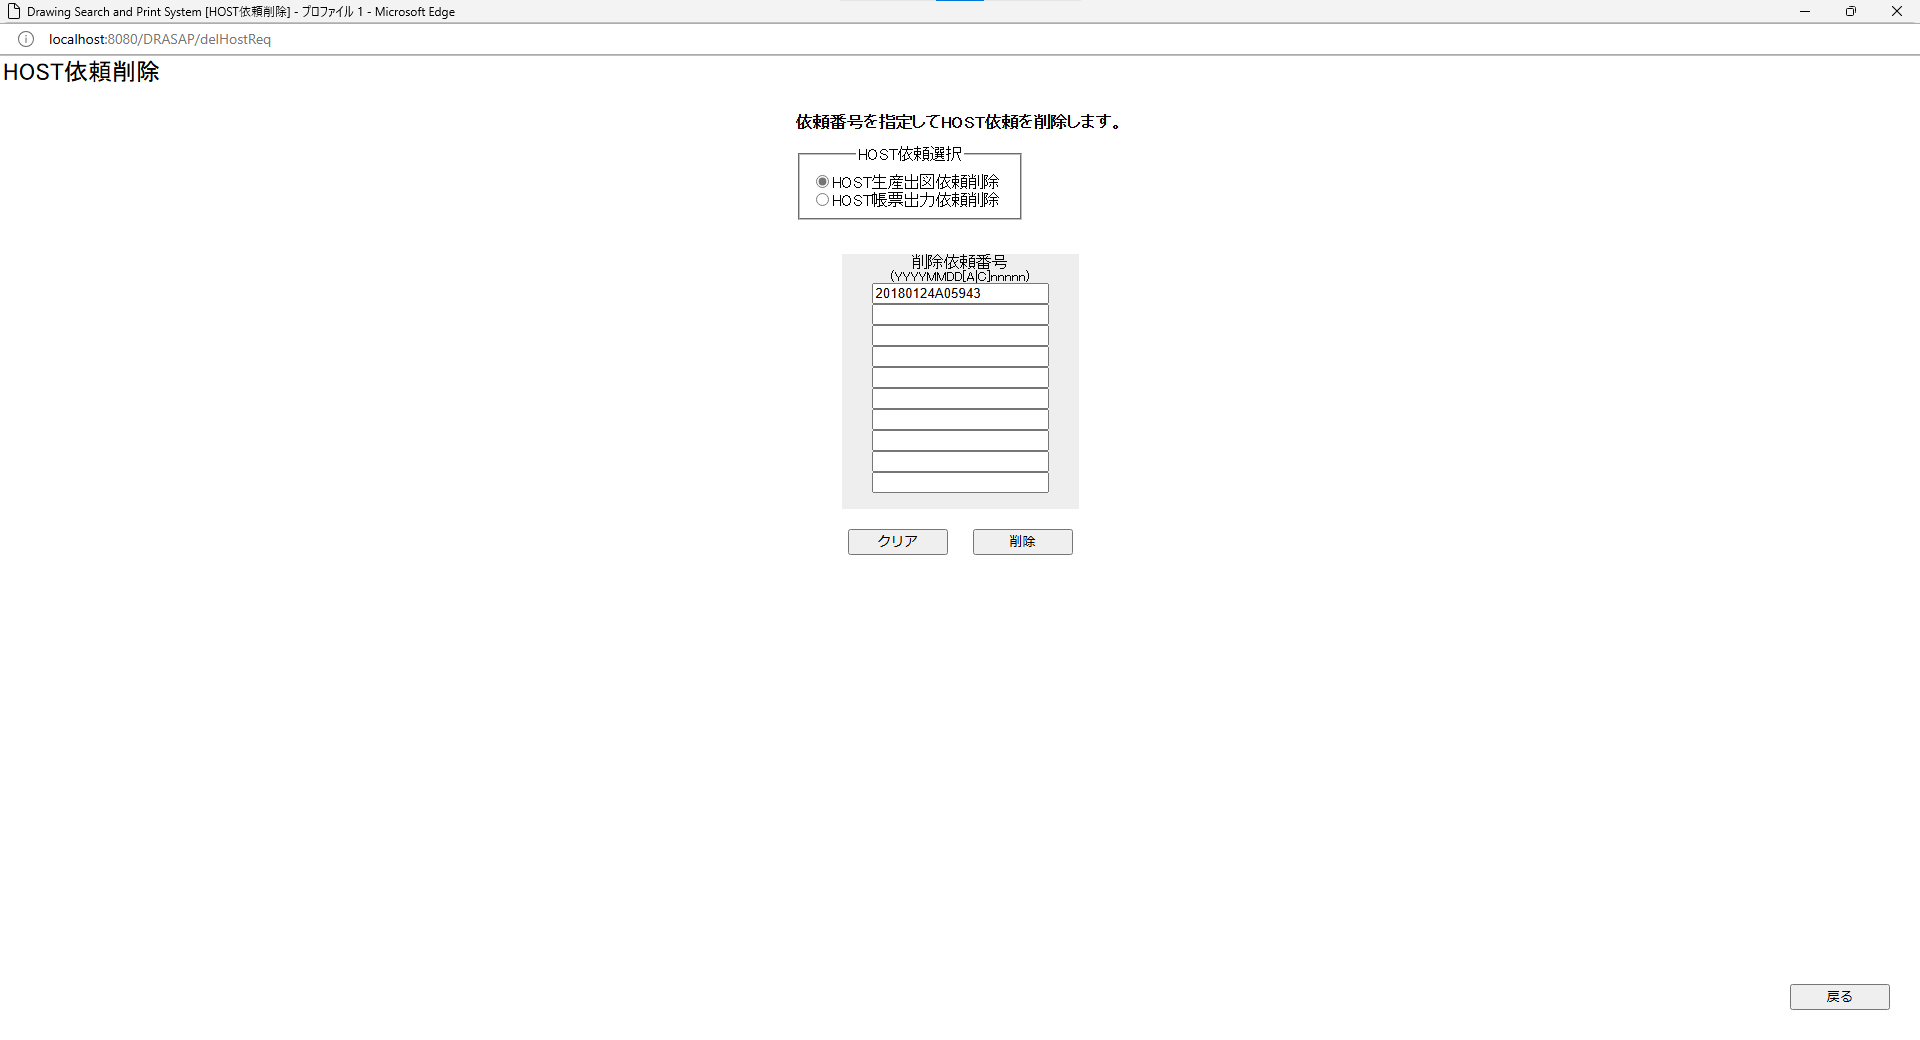 Drawing Search and Print System [HOST依頼削除] - プロファイル 1 - Microsoft Edge
localhost:8080/DRASAP/delHostReq
HOST依頼削除
依頼番号を指定してHOST依頼を削除します。
HOST依頼選択
HOST生産出図依頼削除
HOST帳票出力依頼削除
削除依頼番号
(YYYYMMDD[A|C]nnnnn)
20180124A05943
クリア 削除
戻る